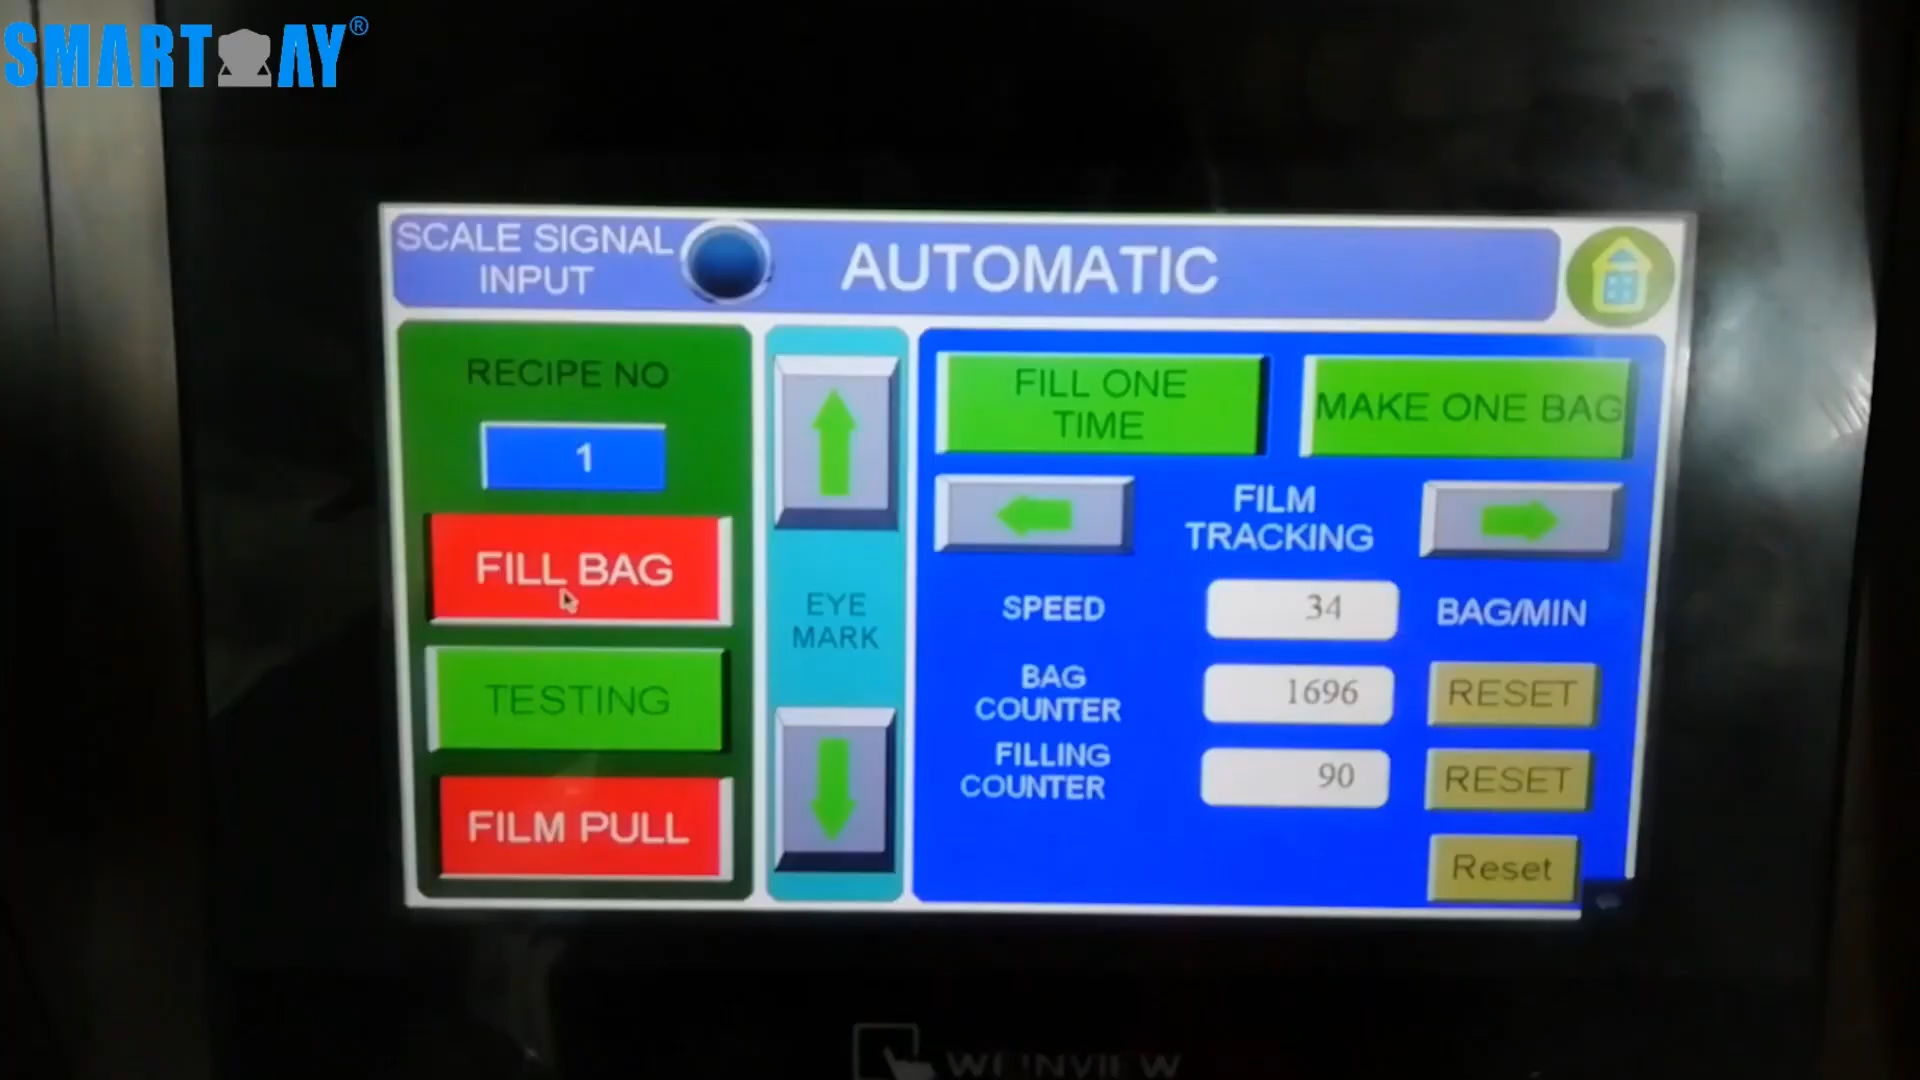 SMARTWAY®
SCALE SIGNAL
INPUT
AUTOMATIC
RECIPE NO
1
FILL BAG
TESTING
FILM PULL
EYE
MARK
FILL ONE
TIME
MAKE ONE BAG
FILM
TRACKING
SPEED
34
BAG/MIN
BAG
COUNTER
1696
RESET
FILLING
COUNTER
90
RESET
Reset
WEINVIEW